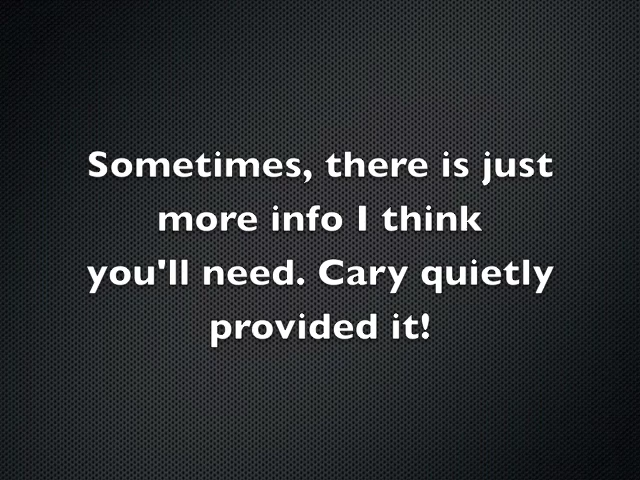 Sometimes, there is just
more info I think
you'll need. Cary quietly
provided it!